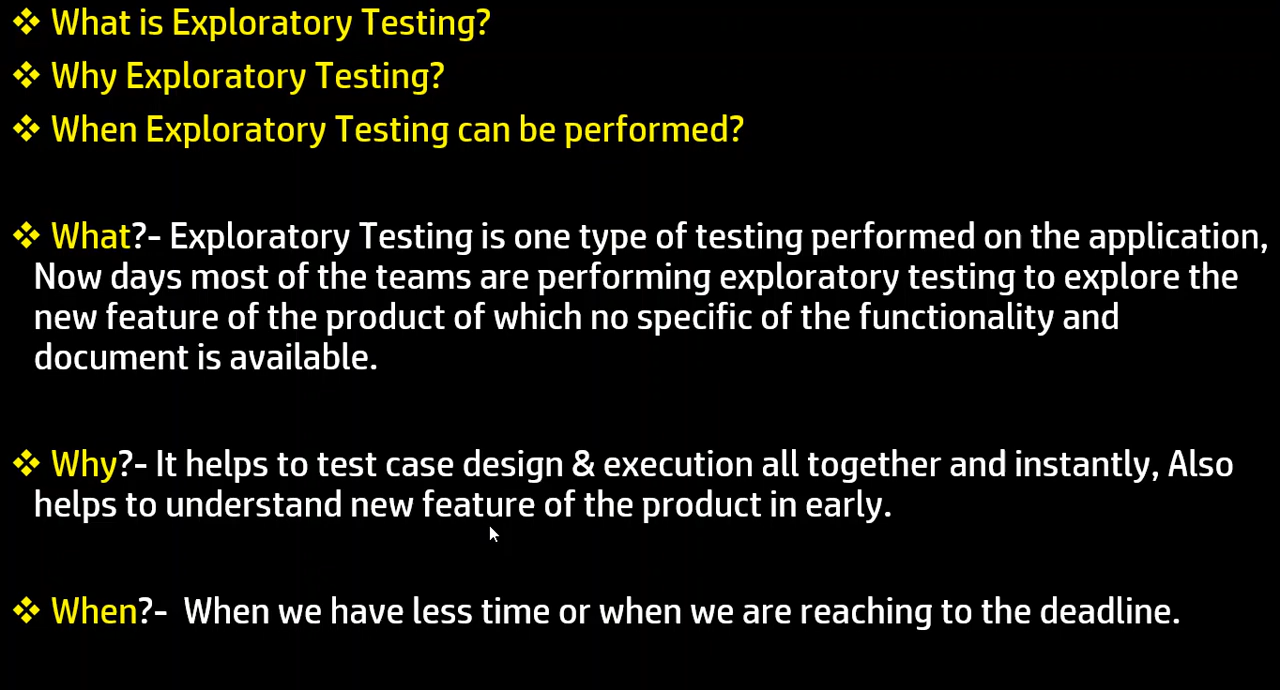 ❖ What is Exploratory Testing?
❖ Why Exploratory Testing?
❖ When Exploratory Testing can be performed?
❖ What?- Exploratory Testing is one type of testing performed on the application,
Now days most of the teams are performing exploratory testing to explore the
new feature of the product of which no specific of the functionality and
document is available.
❖ Why?- It helps to test case design & execution all together and instantly, Also
helps to understand new feature of the product in early.
❖ When?- When we have less time or when we are reaching to the deadline.